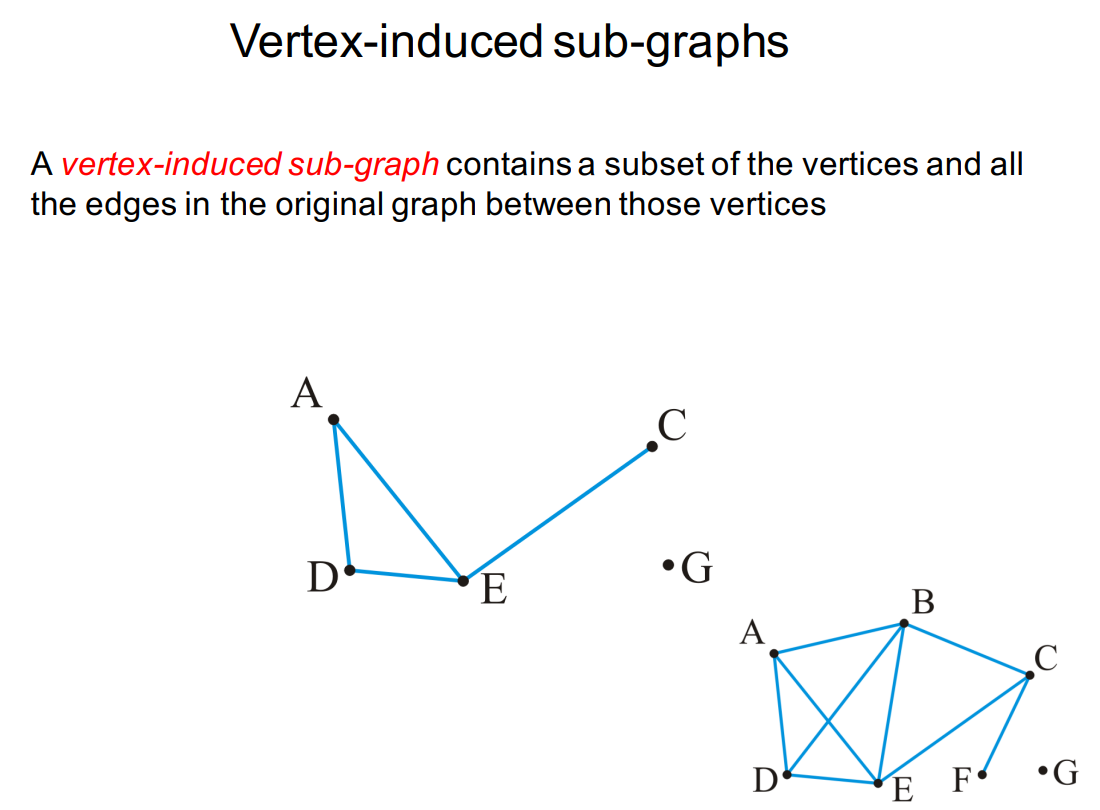 Vertex-induced sub-graphs
A vertex-induced sub-graph contains a subset of the vertices and all
the edges in the original graph between those vertices
A
C
D
E
G
B
A
C
D
E
F
G